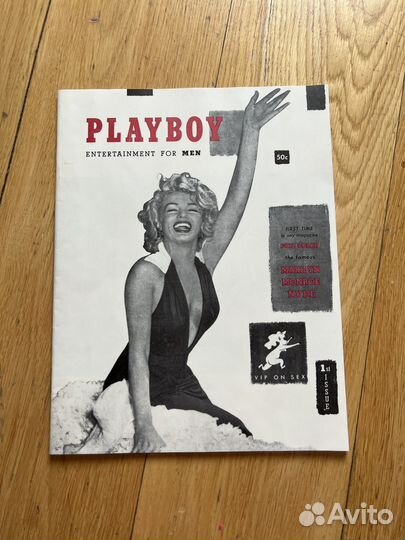 PLAYBOY
ENTERTAINMENT FOR MEN
50c
FIRST TIME
in any magazine
FULL COLOR
the famous
MARILYN
MONROE
NUDE
VIP ON SEX
1st
ISSUE
Avito